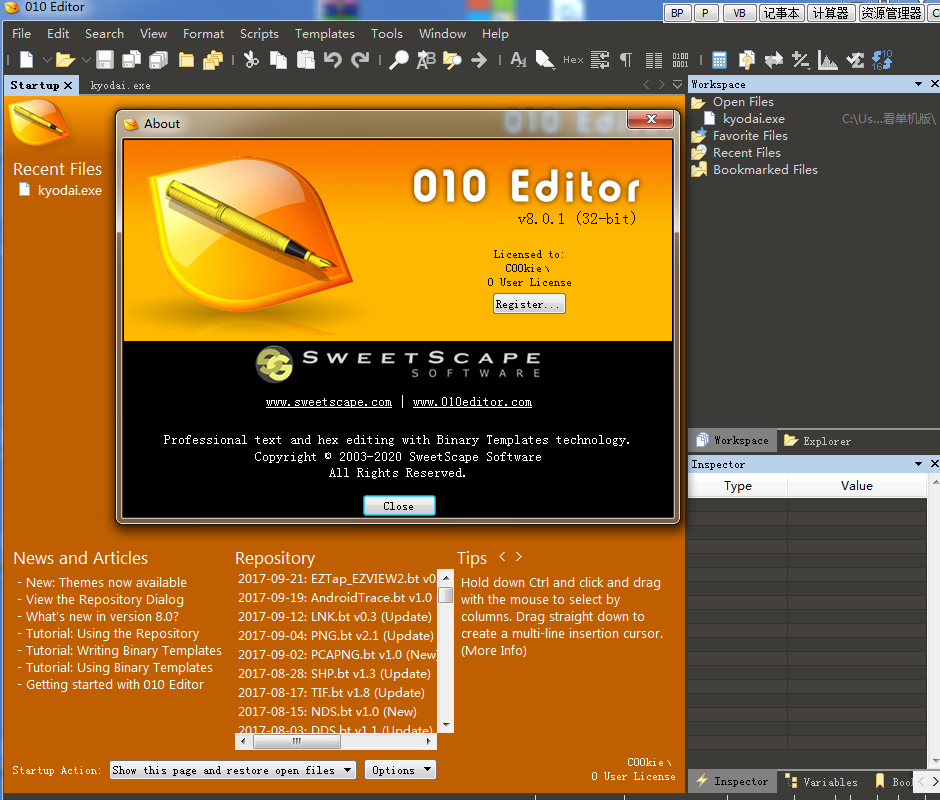 010 Editor
BP
P
VB
记事本
计算器
资源管理器
File Edit Search View Format Scripts Templates Tools Window Help
Hex
Startup
kyodai.exe
Workspace
Open Files
kyodai.exe
C:\Us...看单机版\
Favorite Files
Recent Files
Bookmarked Files
Recent Files
kyodai.exe
About
010 Editor
v8.0.1 (32-bit)
Licensed to:
C00kie\
0 User License
Register...
SWEETSCAPE
SOFTWARE
www.sweetscape.com | www.010editor.com
Professional text and hex editing with Binary Templates technology.
Copyright © 2003-2020 SweetScape Software
All Rights Reserved.
Close
Workspace
Explorer
Inspector
Type
Value
News and Articles
- New: Themes now available
- View the Repository Dialog
- What's new in version 8.0?
- Tutorial: Using the Repository
- Tutorial: Writing Binary Templates
- Tutorial: Using Binary Templates
- Getting started with 010 Editor
Repository
2017-09-21: EZTap_EZVIEW2.bt v0.
2017-09-19: AndroidTrace.bt v1.0
2017-09-12: LNK.bt v0.3 (Update)
2017-09-04: PNG.bt v2.1 (Update)
2017-09-02: PCAPNG.bt v1.0 (New
2017-08-28: SHP.bt v1.3 (Update)
2017-08-17: TIF.bt v1.8 (Update)
2017-08-15: NDS.bt v1.0 (New)
2017-08-03: DDS.bt v1.1 (Update)
Tips < >
Hold down Ctrl and click and drag
with the mouse to select by
columns. Drag straight down to
create a multi-line insertion cursor.
(More Info)
Startup Action:
Show this page and restore open files
Options
C00kie\
0 User License
Inspector
Variables
Boo